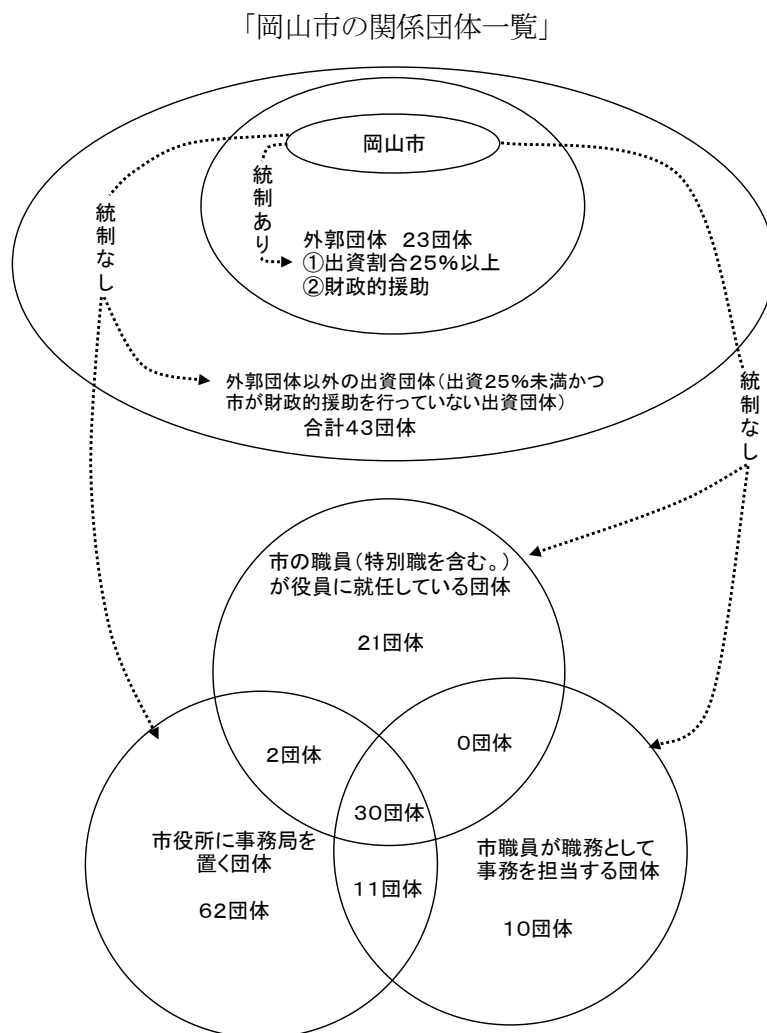 「岡山市の関係団体一覧」
岡山市
統制あり
統制なし
外郭団体　23団体
①出資割合25%以上
②財政的援助
外郭団体以外の出資団体(出資25%未満かつ
市が財政的援助を行っていない出資団体)
合計43団体
統制なし
市の職員(特別職を含む。)
が役員に就任している団体
21団体
2団体
0団体
30団体
市役所に事務局を
置く団体
62団体
11団体
市職員が職務として
事務を担当する団体
10団体